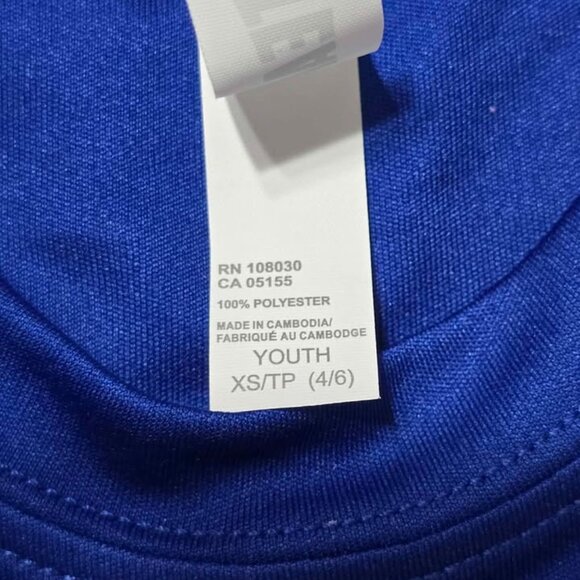 RN 108030
CA 05155
100% POLYESTER
MADE IN CAMBODIA/
FABRIQUÉ AU CAMBODGE
YOUTH
XS/TP (4/6)